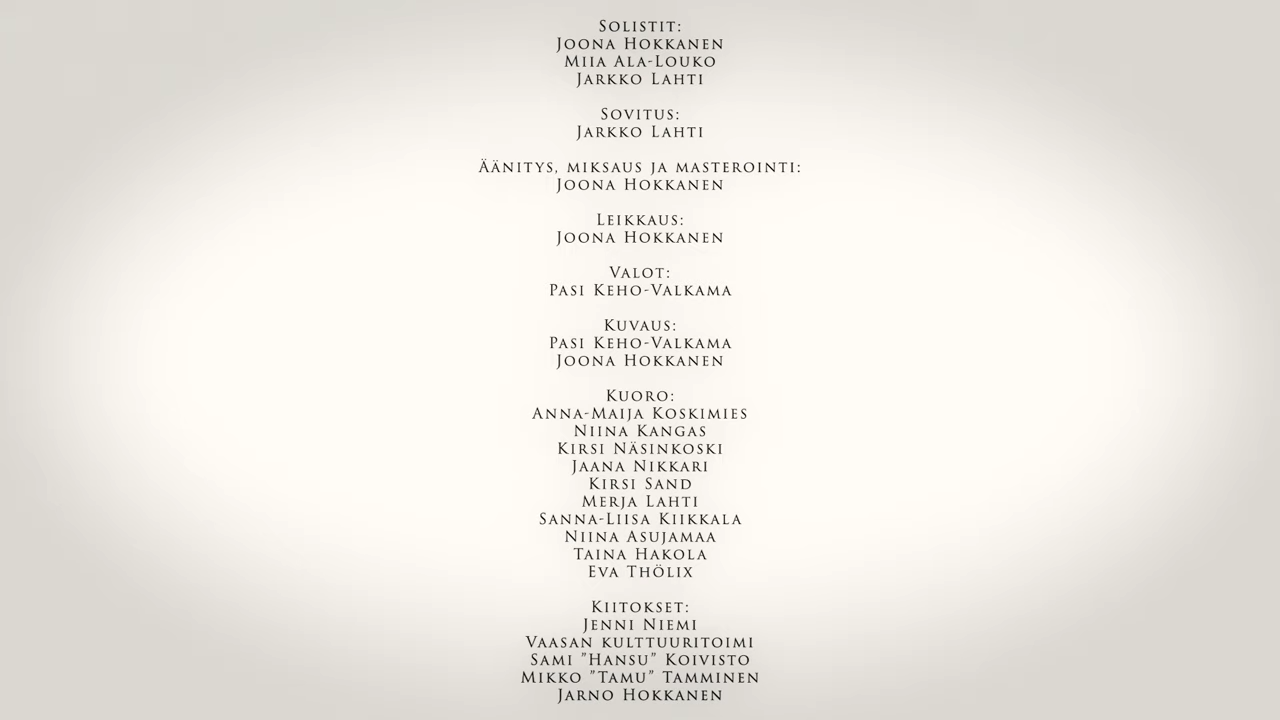 Solistit:
Joona Hokkanen
Miia Ala-Louko
Jarkko Lahti
Sovitus:
Jarkko Lahti
Äänitys, miksaus ja masterointi:
Joona Hokkanen
Leikkaus:
Joona Hokkanen
Valot:
Pasi Keho-Valkama
Kuvaus:
Pasi Keho-Valkama
Joona Hokkanen
Kuoro:
Anna-Maija Koskimies
Niina Kangas
Kirsi Näsinkoski
Jaana Nikkari
Kirsi Sand
Merja Lahti
Sanna-Liisa Kiikkala
Niina Asujamaa
Taina Hakola
Eva Thölix
Kiitokset:
Jenni Niemi
Vaasan kulttuuritoimi
Sami ”Hansu” Koivisto
Mikko ”Tamu” Tamminen
Jarno Hokkanen